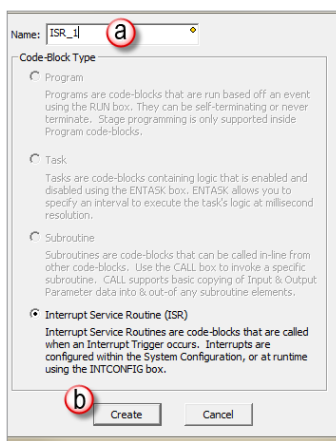 Name: ISR_1 a
Code-Block Type
Program
Programs are code-blocks that are run based off an event
using the RUN box. They can be self-terminating or never
terminate. Stage programming is only supported inside
Program code-blocks.
Task
Tasks are code-blocks containing logic that is enabled and
disabled using the ENTASK box. ENTASK allows you to
specify an interval to execute the task's logic at millisecond
resolution.
Subroutine
Subroutines are code-blocks that can be called in-line from
other code-blocks. Use the CALL box to invoke a specific
subroutine. CALL supports basic copying of Input & Output
Parameter data into & out-of any subroutine elements.
Interrupt Service Routine (ISR)
Interrupt Service Routines are code-blocks that are called
when an Interrupt Trigger occurs. Interrupts are
configured within the System Configuration, or at runtime
using the INTCONFIG box.
b
Create Cancel